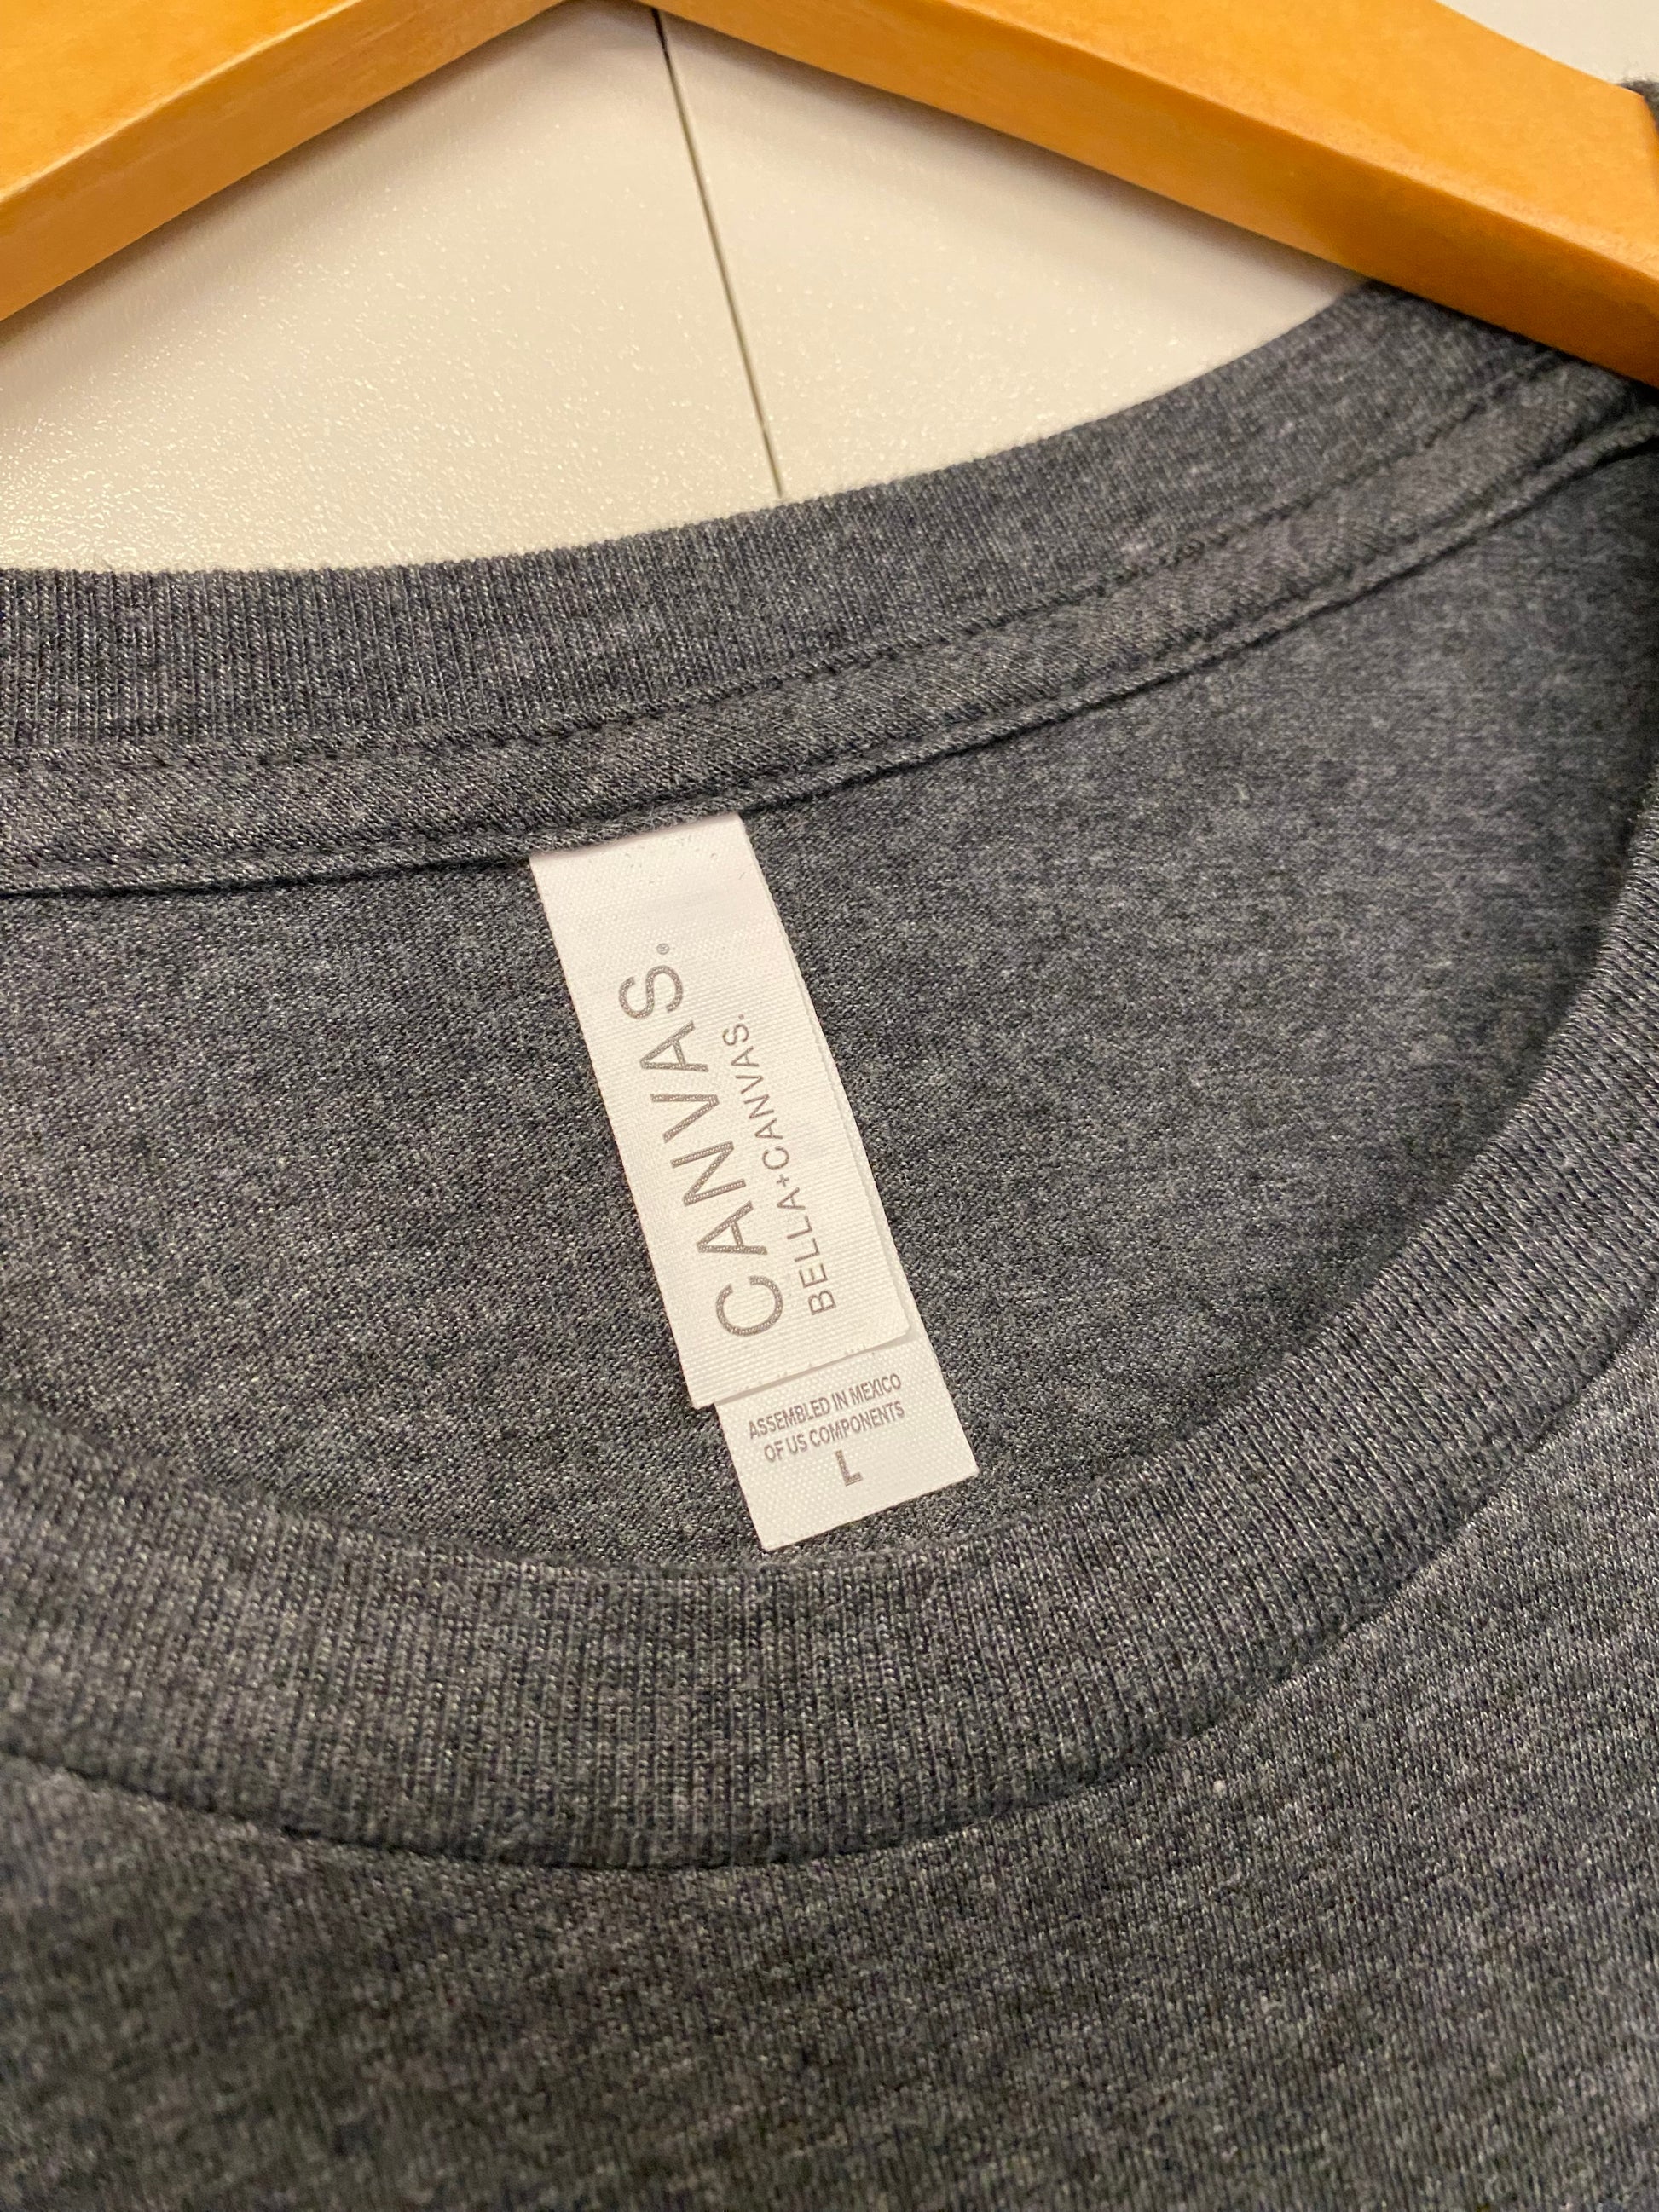 CANVAS.®
BELLA+CANVAS.
ASSEMBLED IN MEXICO
OF US COMPONENTS
L